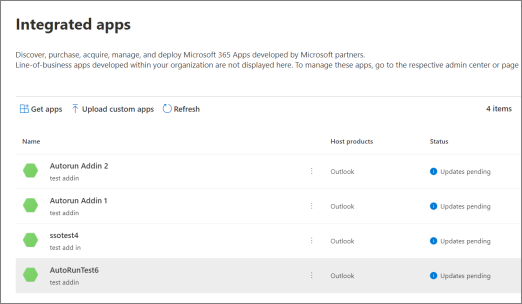 Integrated apps
Discover, purchase, acquire, manage, and deploy Microsoft 365 Apps developed by Microsoft partners.
Line-of-business apps developed within your organization are not displayed here. To manage these apps, go to the respective admin center or page
Get apps Upload custom apps Refresh 4 items
Name Host products Status
Autorun Addin 2
test addin Outlook Updates pending
Autorun Addin 1
test addin Outlook Updates pending
ssotest4
test add in Outlook Updates pending
AutoRunTest6
test addin Outlook Updates pending